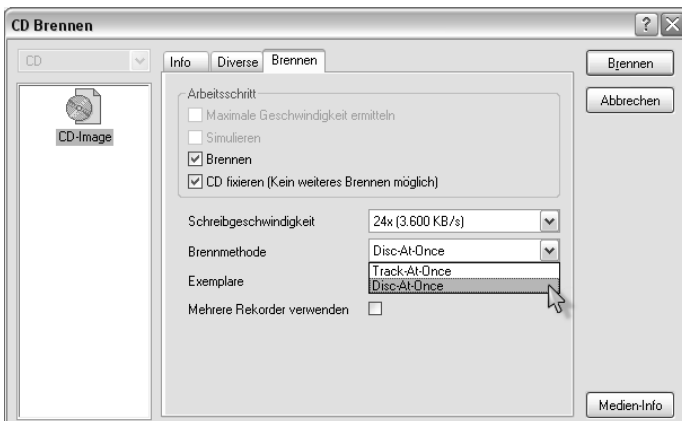 CD Brennen
CD
CD-Image
Info Diverse Brennen
Arbeitsschritt
Maximale Geschwindigkeit ermitteln
Simulieren
Brennen
CD fixieren (Kein weiteres Brennen möglich)
Schreibgeschwindigkeit 24x (3.600 KB/s)
Brennmethode Disc-At-Once
Track-At-Once
Exemplare Disc-At-Once
Mehrere Rekorder verwenden
Brennen
Abbrechen
Medien-Info